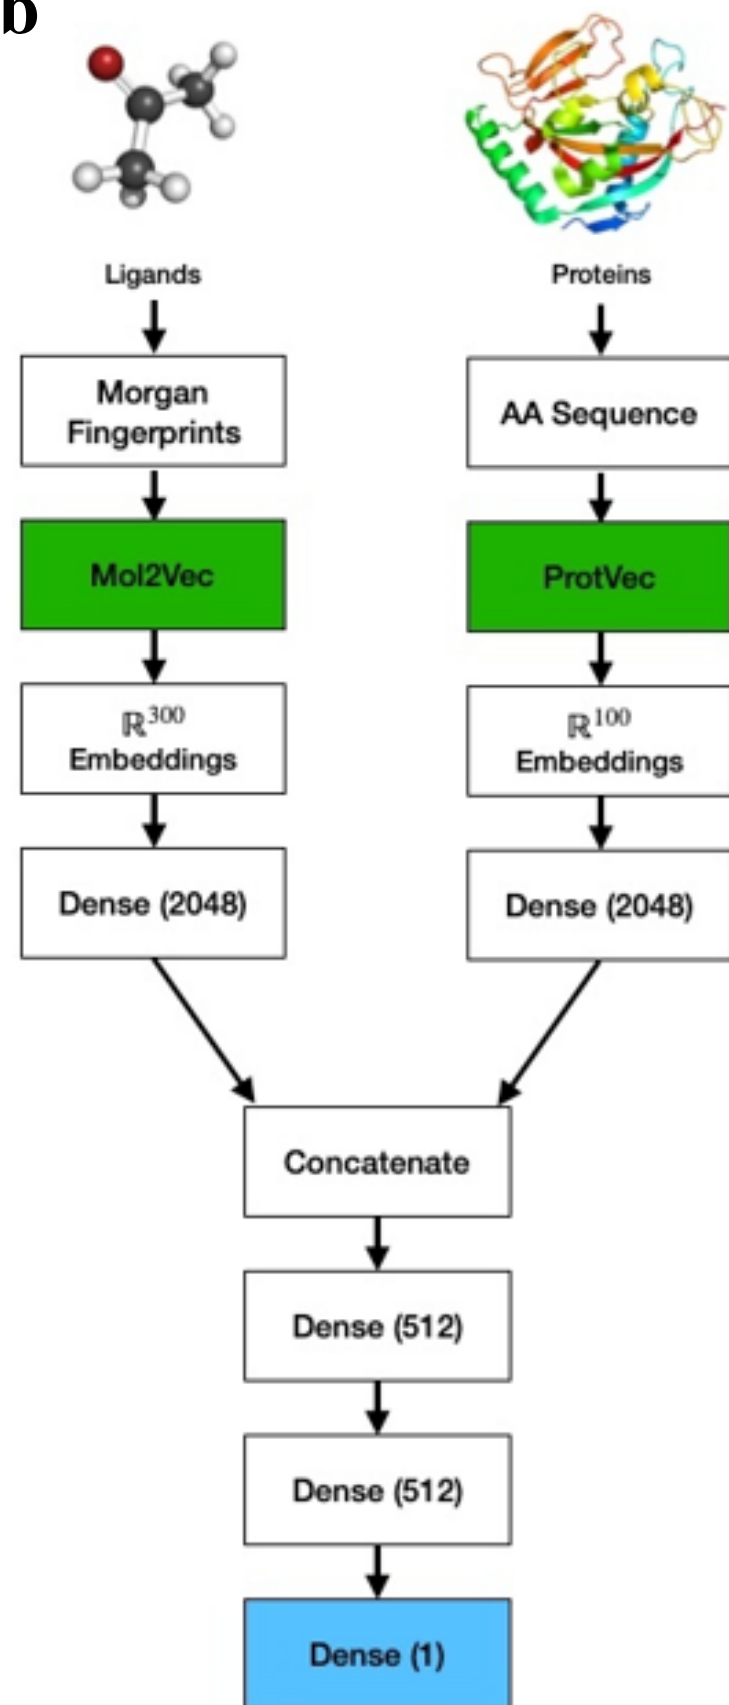 b
Ligands
Proteins
Morgan
Fingerprints
AA Sequence
Mol2Vec
ProtVec
ℝ³⁰⁰
Embeddings
ℝ¹⁰⁰
Embeddings
Dense (2048)
Dense (2048)
Concatenate
Dense (512)
Dense (512)
Dense (1)